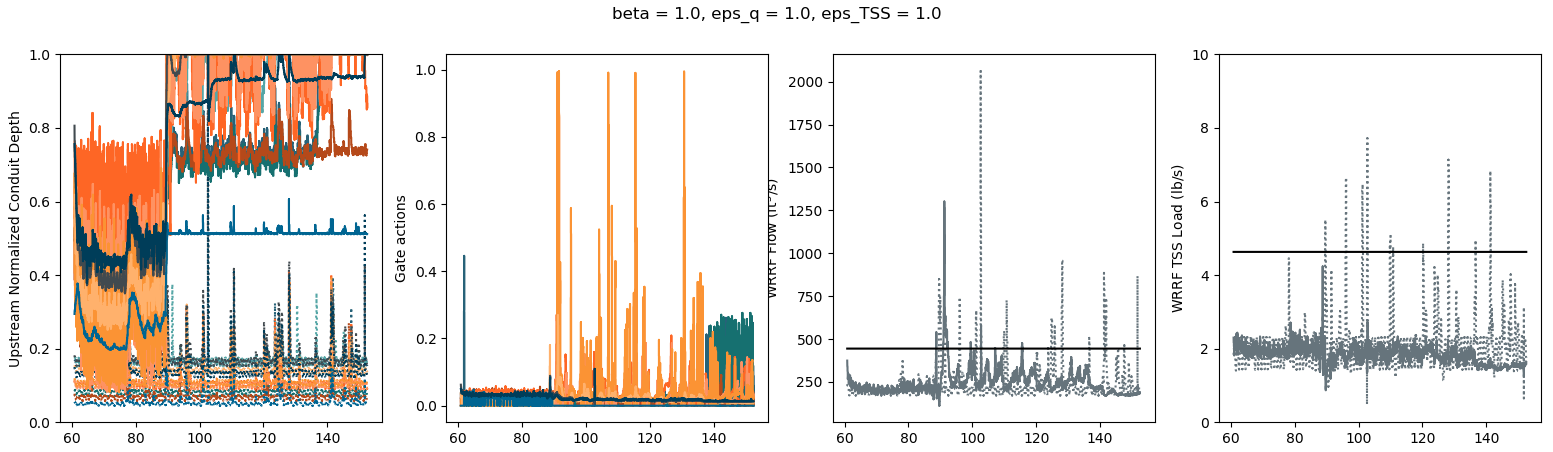 beta = 1.0, eps_q = 1.0, eps_TSS = 1.0
Upstream Normalized Conduit Depth
1.0
0.8
0.6
0.4
0.2
0.0
60 80 100 120 140
Gate actions
1.0
0.8
0.6
0.4
0.2
0.0
60 80 100 120 140
WRRF Flow (ft³/s)
2000
1750
1500
1250
1000
750
500
250
60 80 100 120 140
WRRF TSS Load (lb/s)
10
8
6
4
2
0
60 80 100 120 140